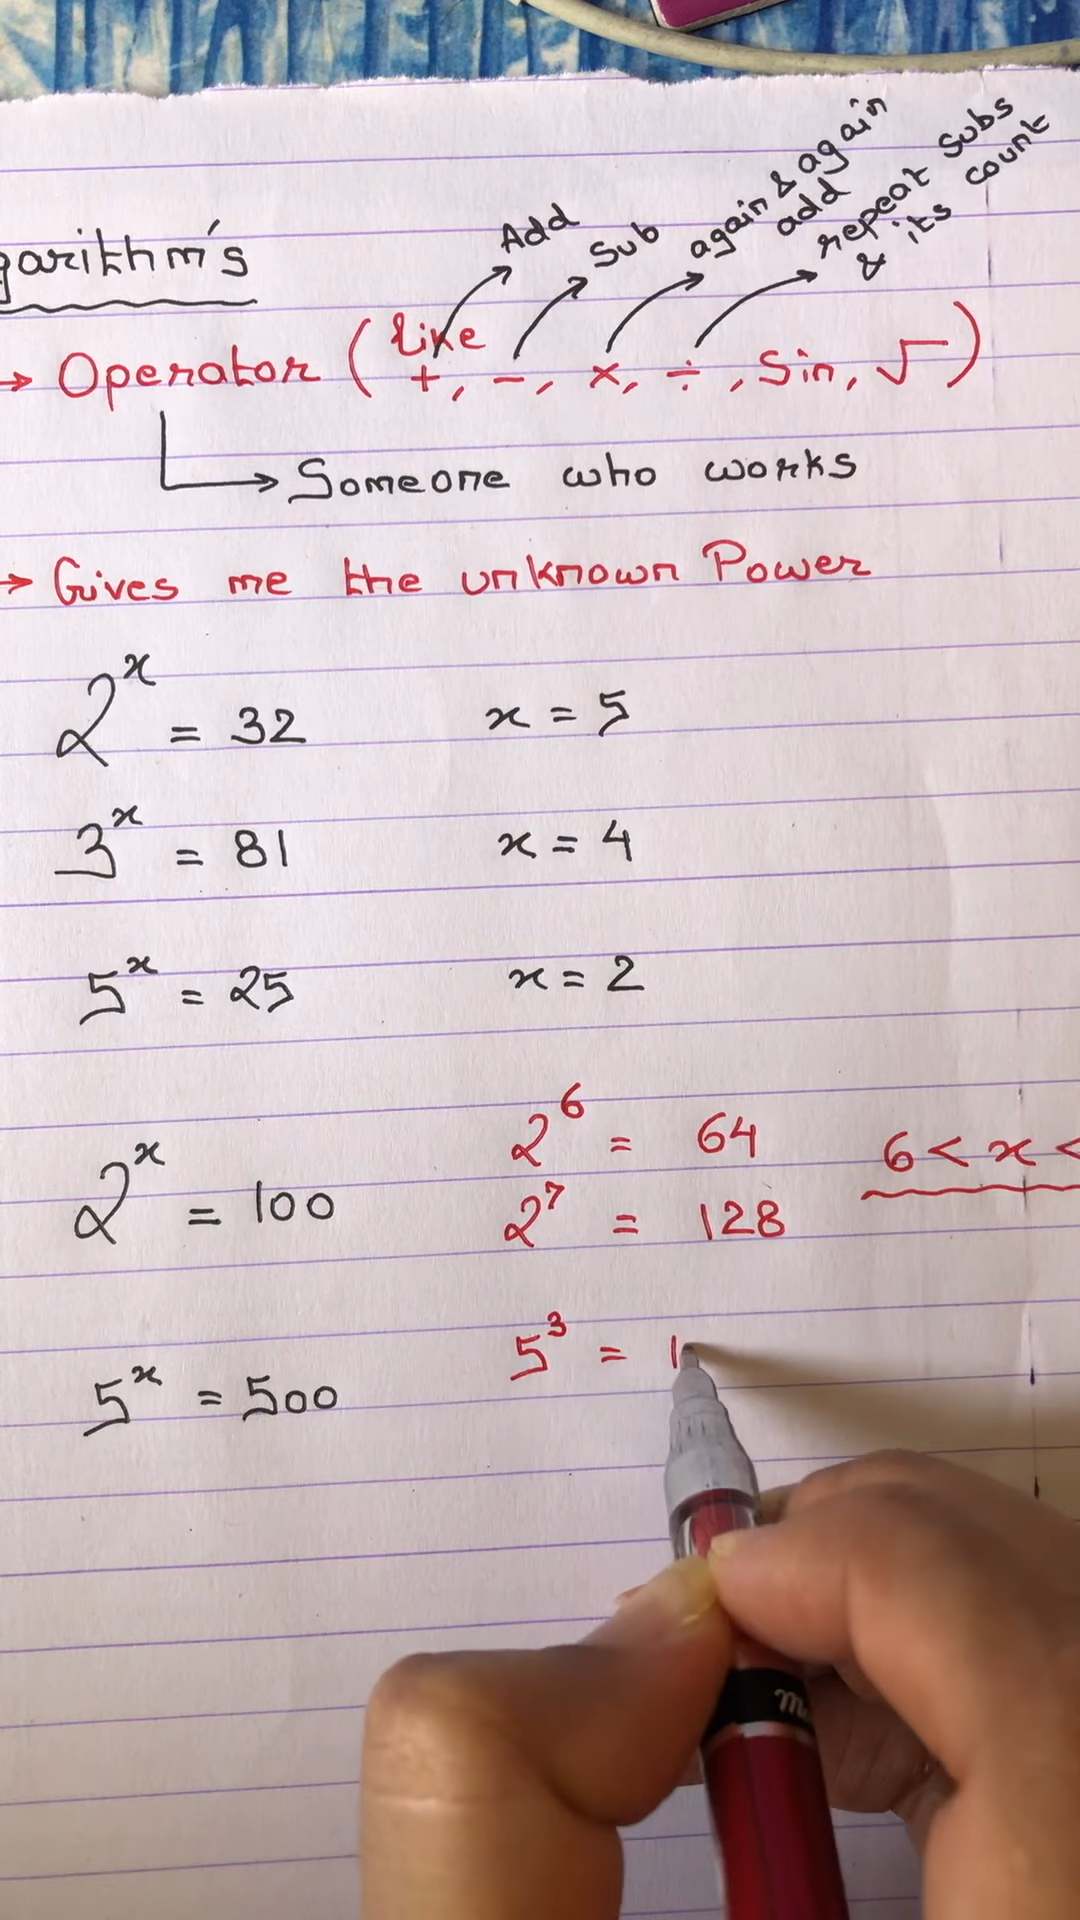 garithm's
Add
Sub
again & again
add
repeat subs
& its count
→ Operator ( like
+, -, ×, ÷, Sin, √ )
→ Someone who works
→ Gives me the unknown Power
2^x = 32 x = 5
3^x = 81 x = 4
5^x = 25 x = 2
2^x = 100 2^6 = 64 6 < x <
2^7 = 128
5^x = 500 5^3 = 1